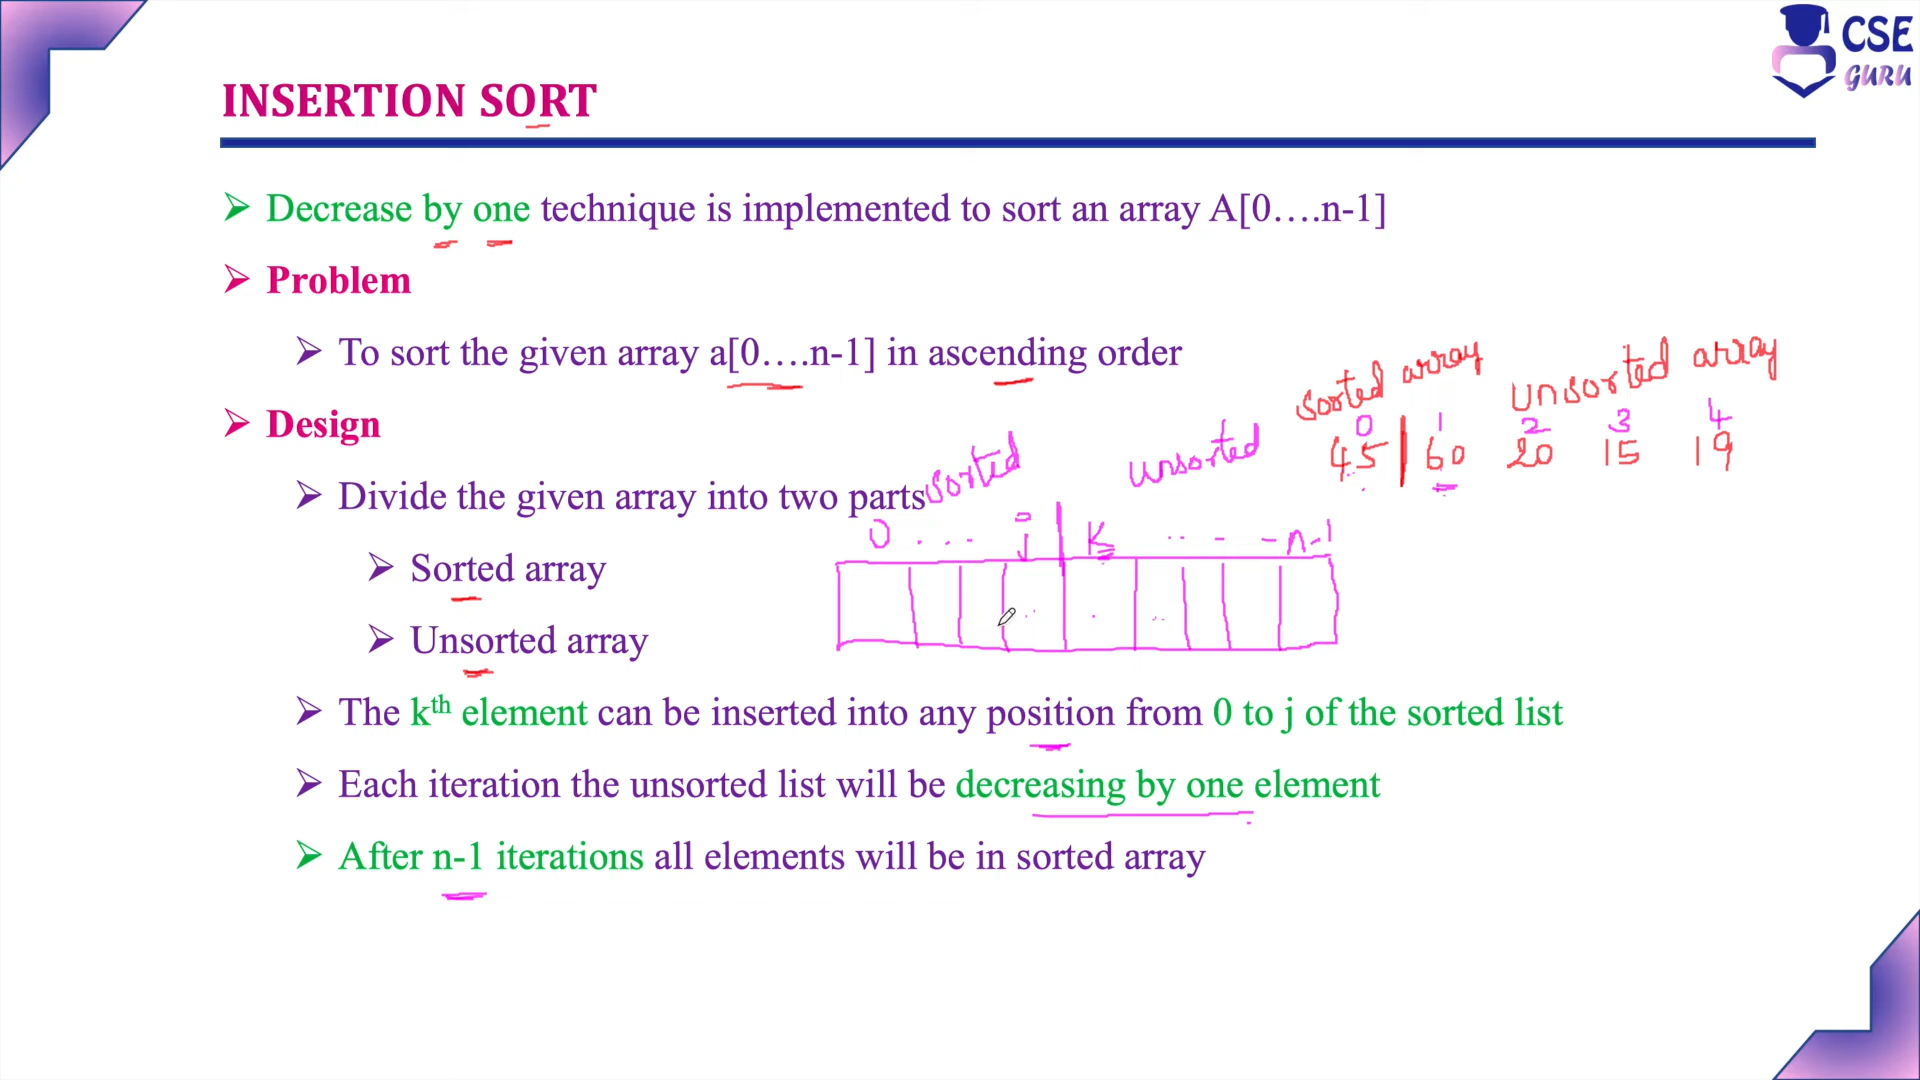 CSE
GURU
INSERTION SORT
Decrease by one technique is implemented to sort an array A[0....n-1]
Problem
To sort the given array a[0....n-1] in ascending order
sorted array
unsorted array
Design
0 1 2 3 4
45 | 60 20 15 19
sorted
unsorted
Divide the given array into two parts
0 ... j K .. - - n-1
Sorted array
Unsorted array
The kth element can be inserted into any position from 0 to j of the sorted list
Each iteration the unsorted list will be decreasing by one element
After n-1 iterations all elements will be in sorted array